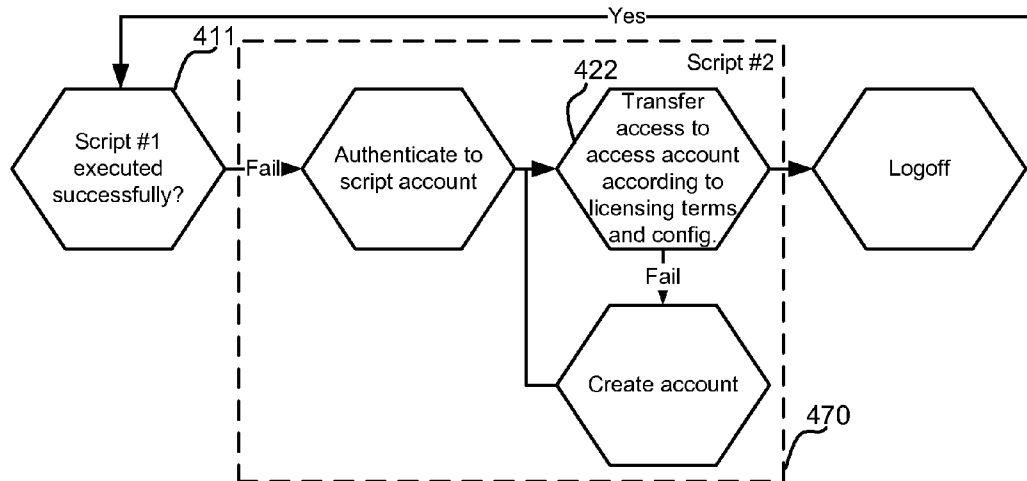 Yes
411
Script #2
422
Script #1
executed
successfully?
Fail
Authenticate to
script account
Transfer
access to
access account
according to
licensing terms
and config.
Logoff
Fail
Create account
470